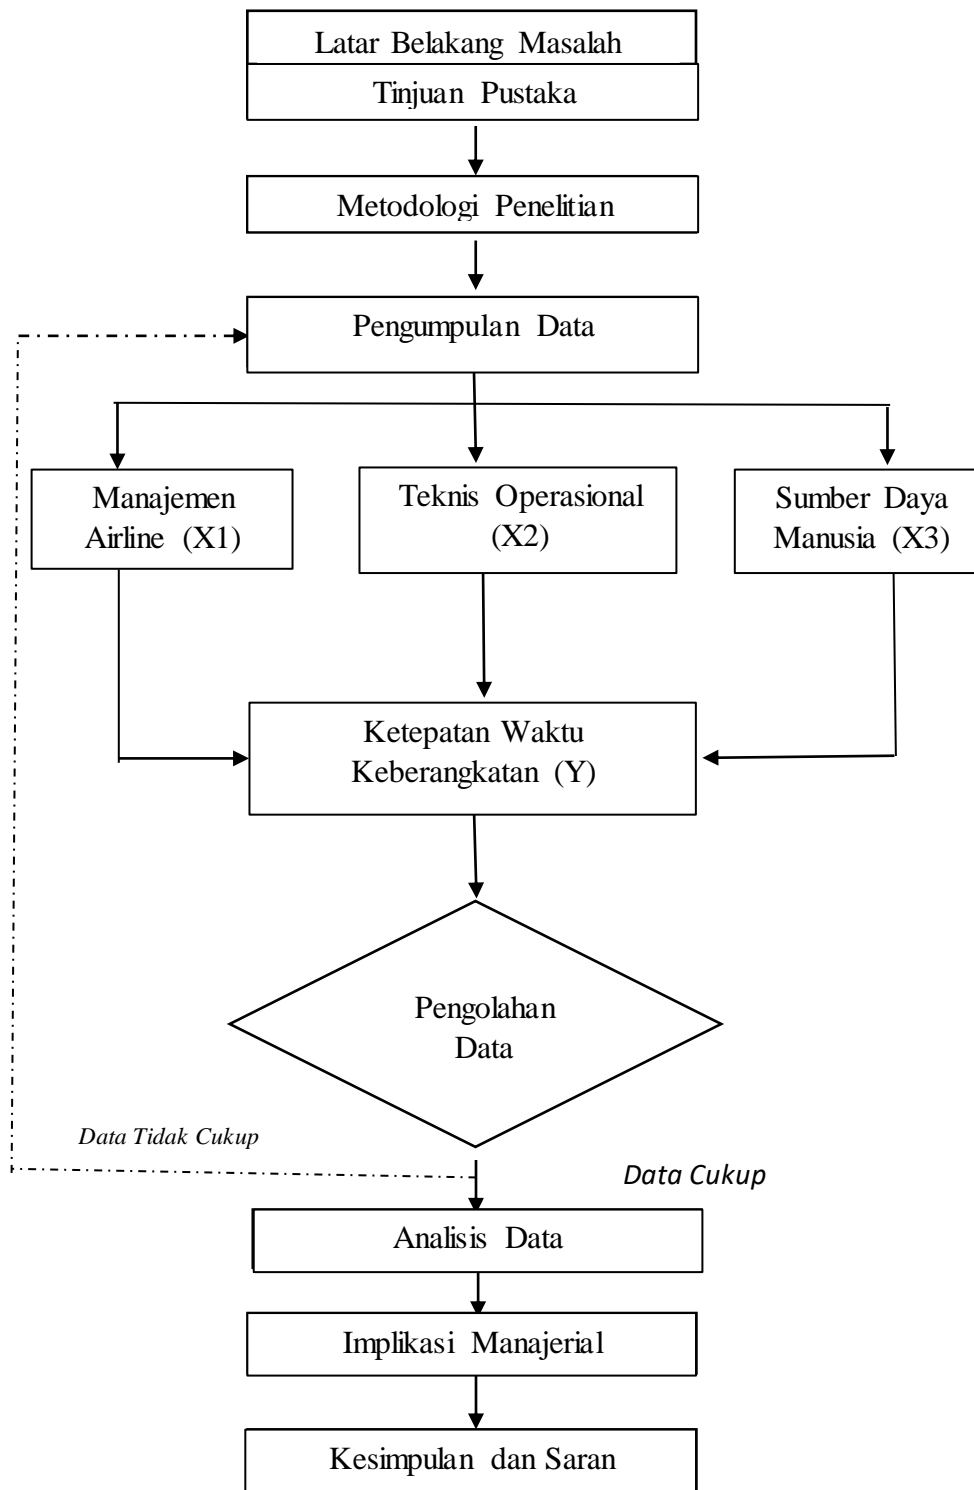 Latar Belakang Masalah
Tinjuan Pustaka
Metodologi Penelitian
Pengumpulan Data
Manajemen
Airline (X1)
Teknis Operasional
(X2)
Sumber Daya
Manusia (X3)
Ketepatan Waktu
Keberangkatan (Y)
Pengolahan
Data
Data Tidak Cukup
Data Cukup
Analisis Data
Implikasi Manajerial
Kesimpulan dan Saran